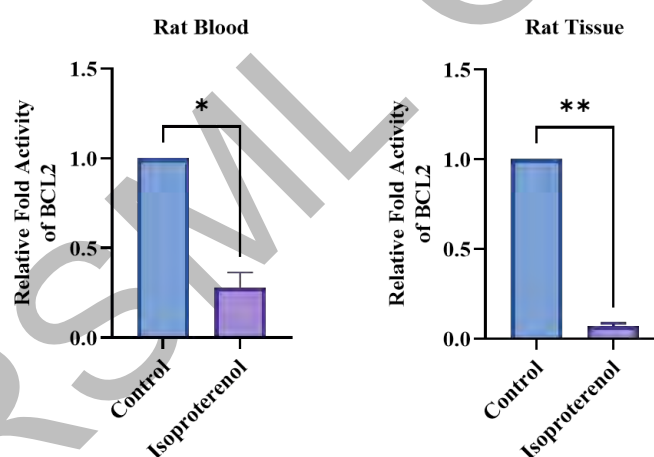 Rat Blood
Relative Fold Activity
of BCL2
1.5
1.0
0.5
0.0
*
Control
Isoproterenol
Rat Tissue
Relative Fold Activity
of BCL2
1.5
1.0
0.5
0.0
**
Control
Isoproterenol
RSML